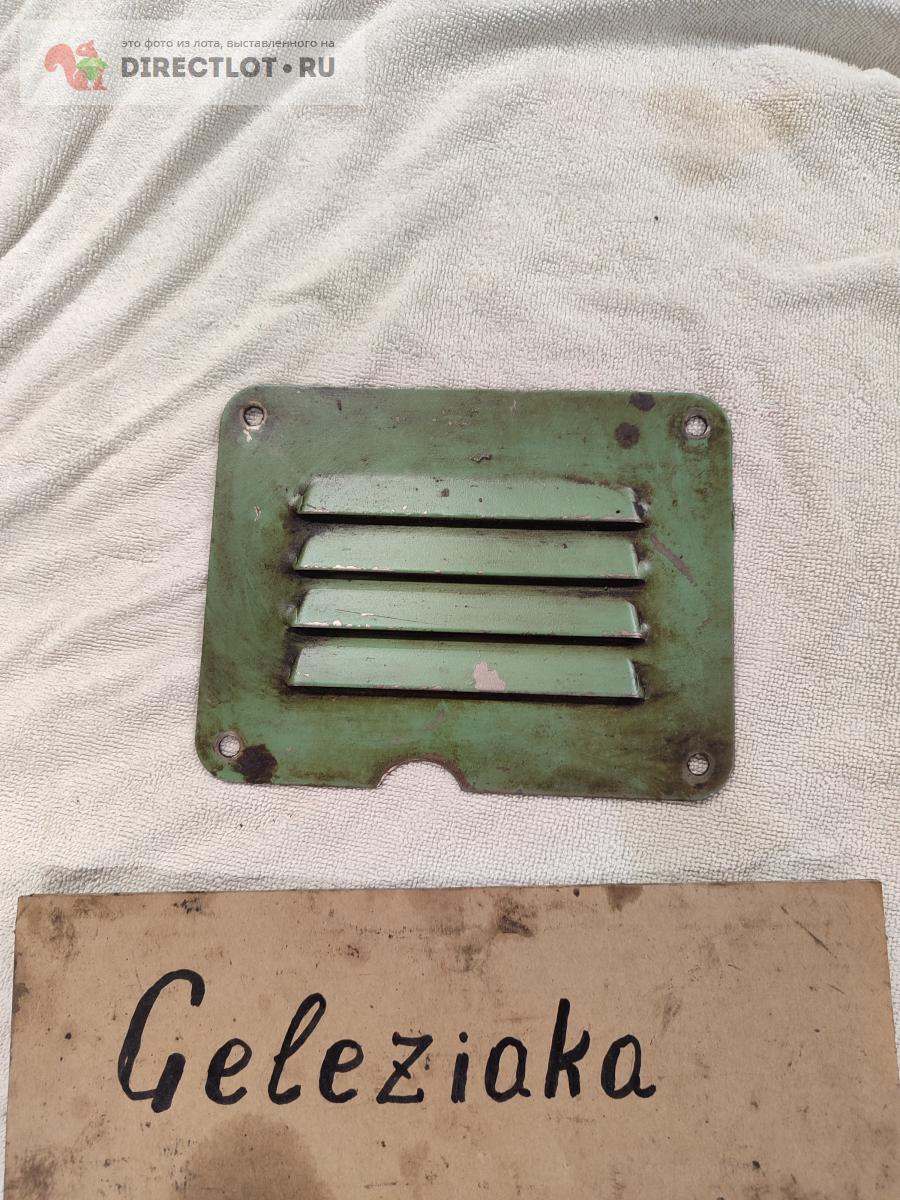 это фото из лота, выставленного на
DIRECTLOT•RU
Geleziaka